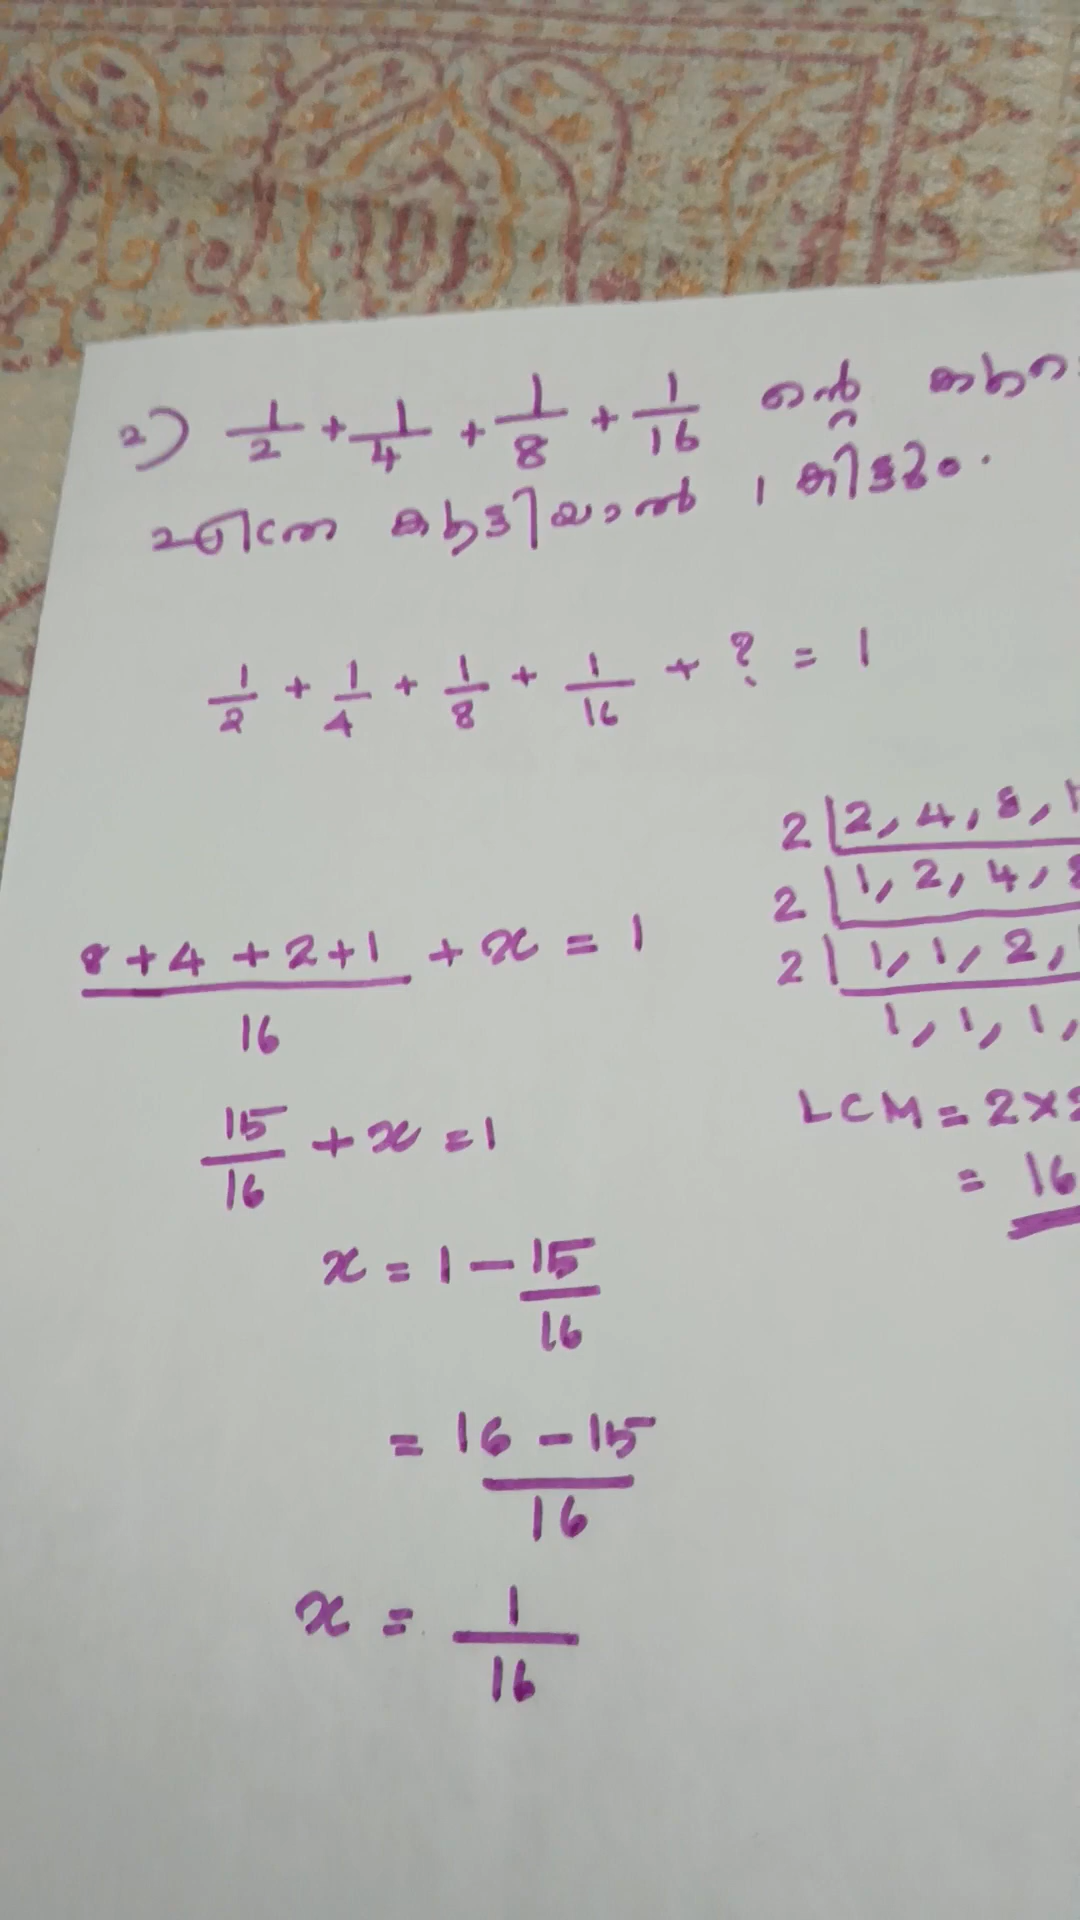 2) 1/2 + 1/4 + 1/8 + 1/16 ന്റെ കൂടെ
എത്ര കൂട്ടിയാൽ 1 കിട്ടും.
1/2 + 1/4 + 1/8 + 1/16 + ? = 1
(8+4+2+1)/16 + x = 1
15/16 + x = 1
x = 1 - 15/16
= (16 - 15)/16
x = 1/16
2 | 2, 4, 8,
2 | 1, 2, 4,
2 | 1, 1, 2,
1, 1, 1,
LCM = 2 ×
= 16